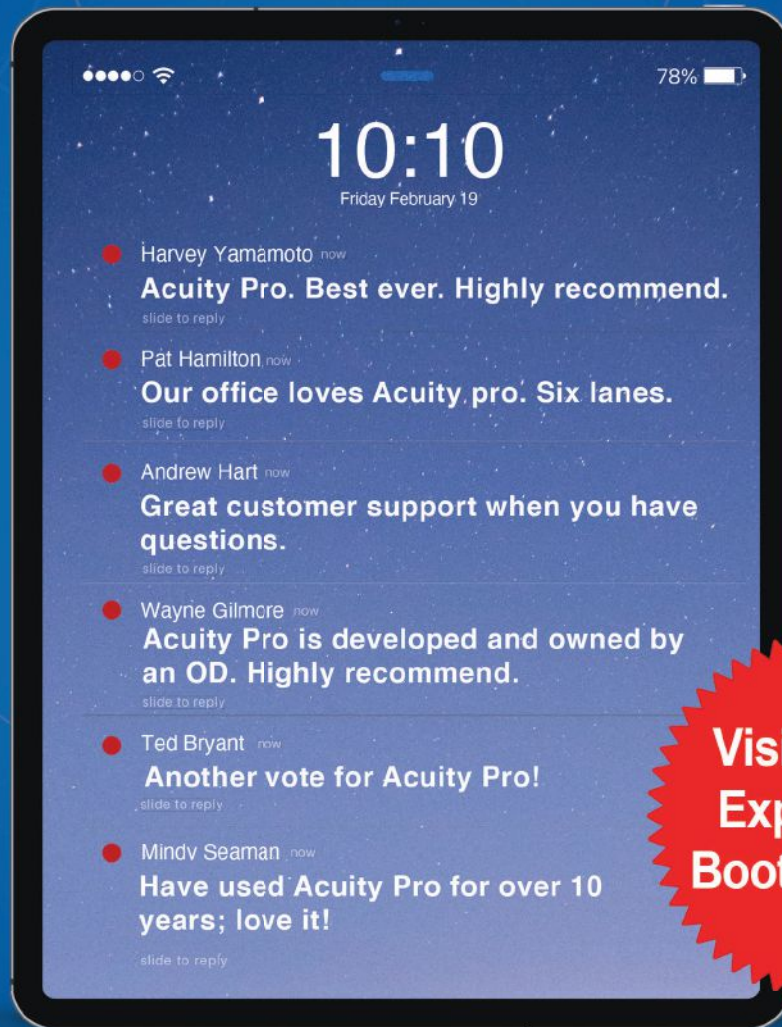 78%
10:10
Friday February 19
Harvey Yamamoto now
Acuity Pro. Best ever. Highly recommend.
slide to reply
Pat Hamilton now
Our office loves Acuity pro. Six lanes.
slide to reply
Andrew Hart now
Great customer support when you have
questions.
slide to reply
Wayne Gilmore now
Acuity Pro is developed and owned by
an OD. Highly recommend.
slide to reply
Ted Bryant now
Another vote for Acuity Pro!
slide to reply
Mindy Seaman now
Have used Acuity Pro for over 10
years; love it!
slide to reply